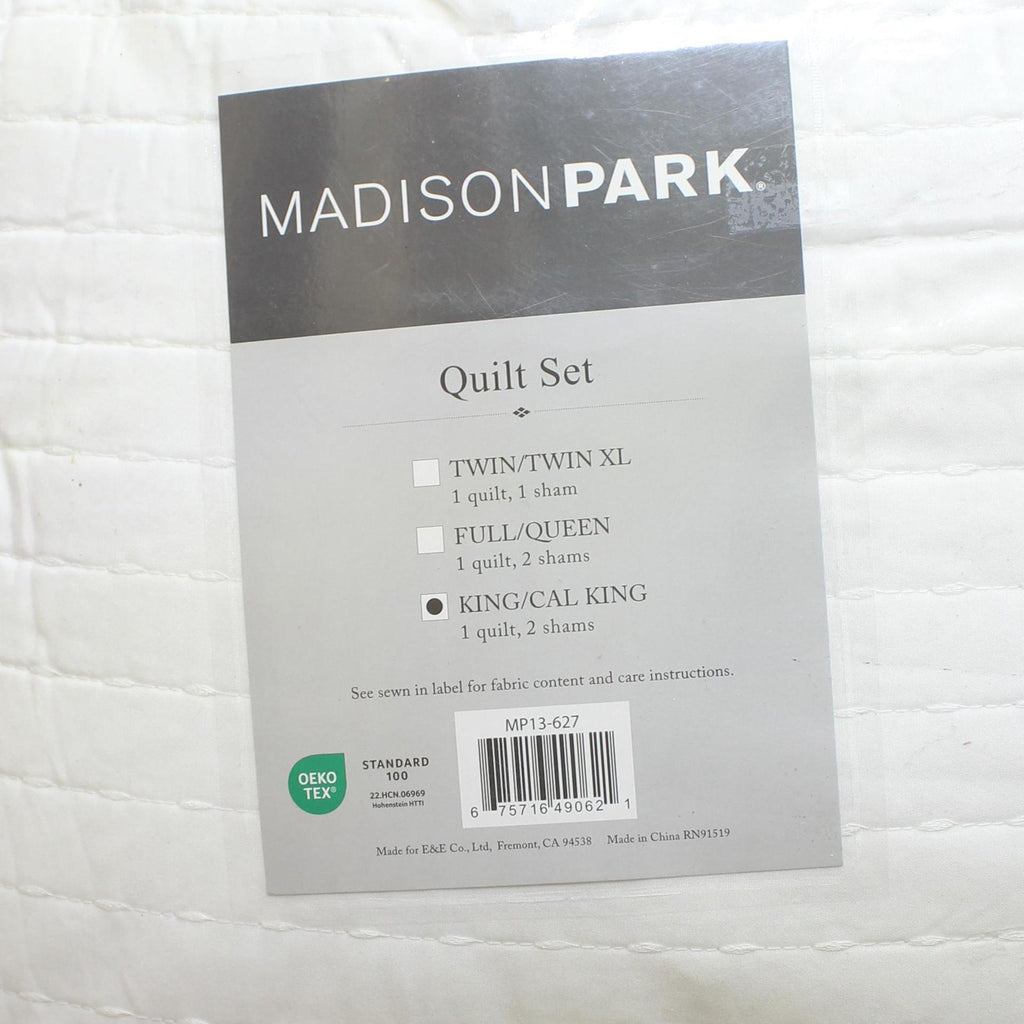 MADISONPARK®
Quilt Set
TWIN/TWIN XL
1 quilt, 1 sham
FULL/QUEEN
1 quilt, 2 shams
KING/CAL KING
1 quilt, 2 shams
See sewn in label for fabric content and care instructions.
MP13-627
6 75716 49062 1
OEKO
TEX®
STANDARD
100
22.HCN.06969
Hohenstein HTTI
Made for E&E Co., Ltd, Fremont, CA 94538 Made in China RN91519